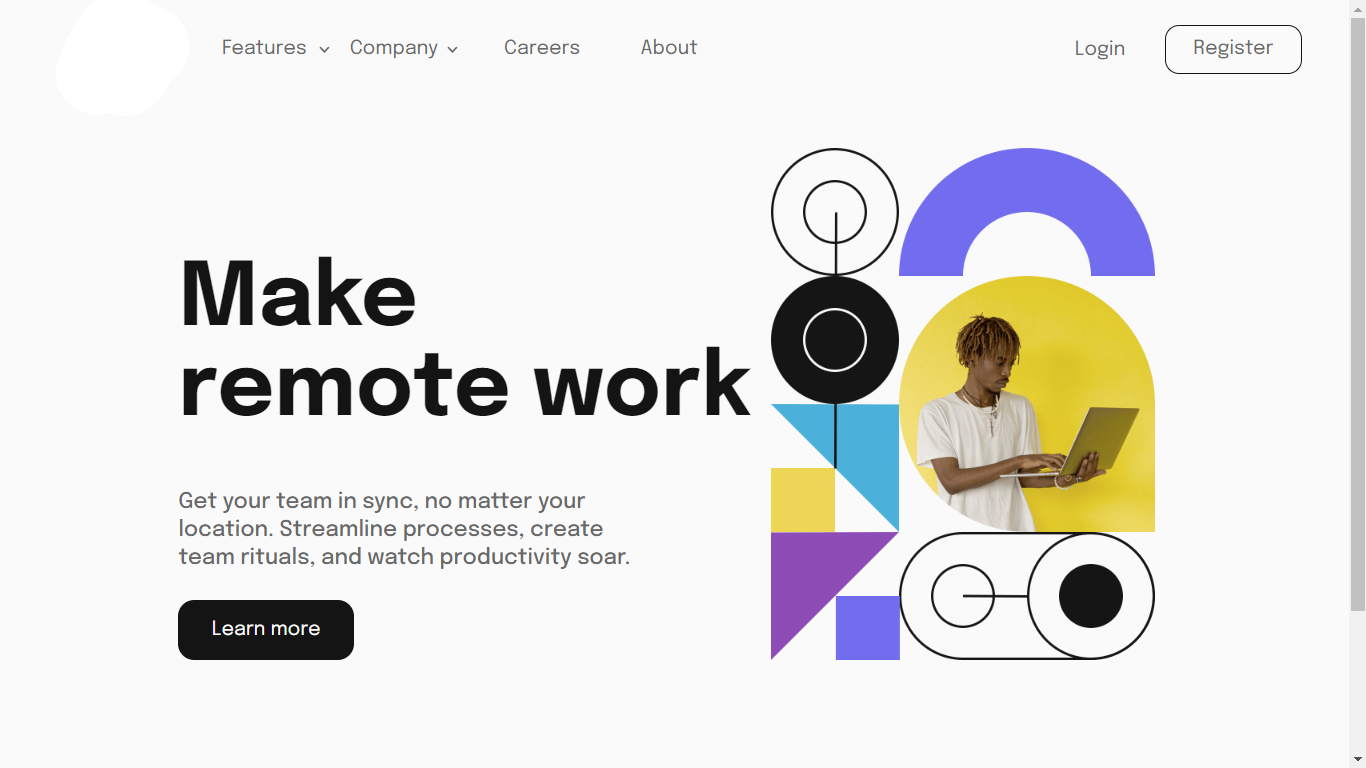 Features Company Careers About Login Register
Make
remote work
Get your team in sync, no matter your
location. Streamline processes, create
team rituals, and watch productivity soar.
Learn more